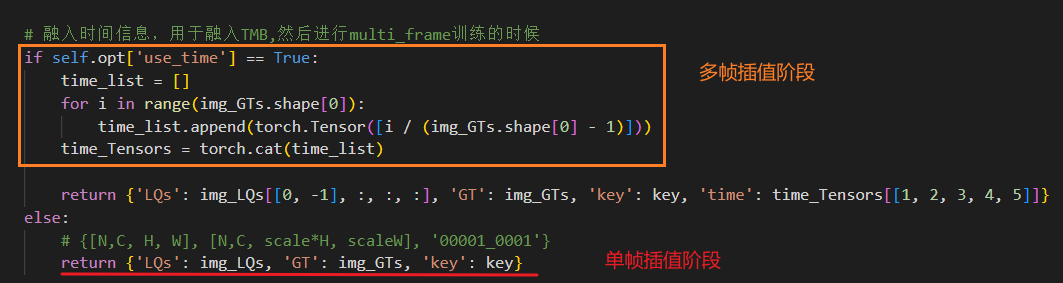 # 融入时间信息，用于融入TMB,然后进行multi_frame训练的时候
if self.opt['use_time'] == True:
    time_list = []
    for i in range(img_GTs.shape[0]):
        time_list.append(torch.Tensor([i / (img_GTs.shape[0] - 1)]))
    time_Tensors = torch.cat(time_list)
多帧插值阶段
    return {'LQs': img_LQs[[0, -1], :, :, :], 'GT': img_GTs, 'key': key, 'time': time_Tensors[[1, 2, 3, 4, 5]]}
else:
    # {[N,C, H, W], [N,C, scale*H, scaleW], '00001_0001'}
    return {'LQs': img_LQs, 'GT': img_GTs, 'key': key}
单帧插值阶段